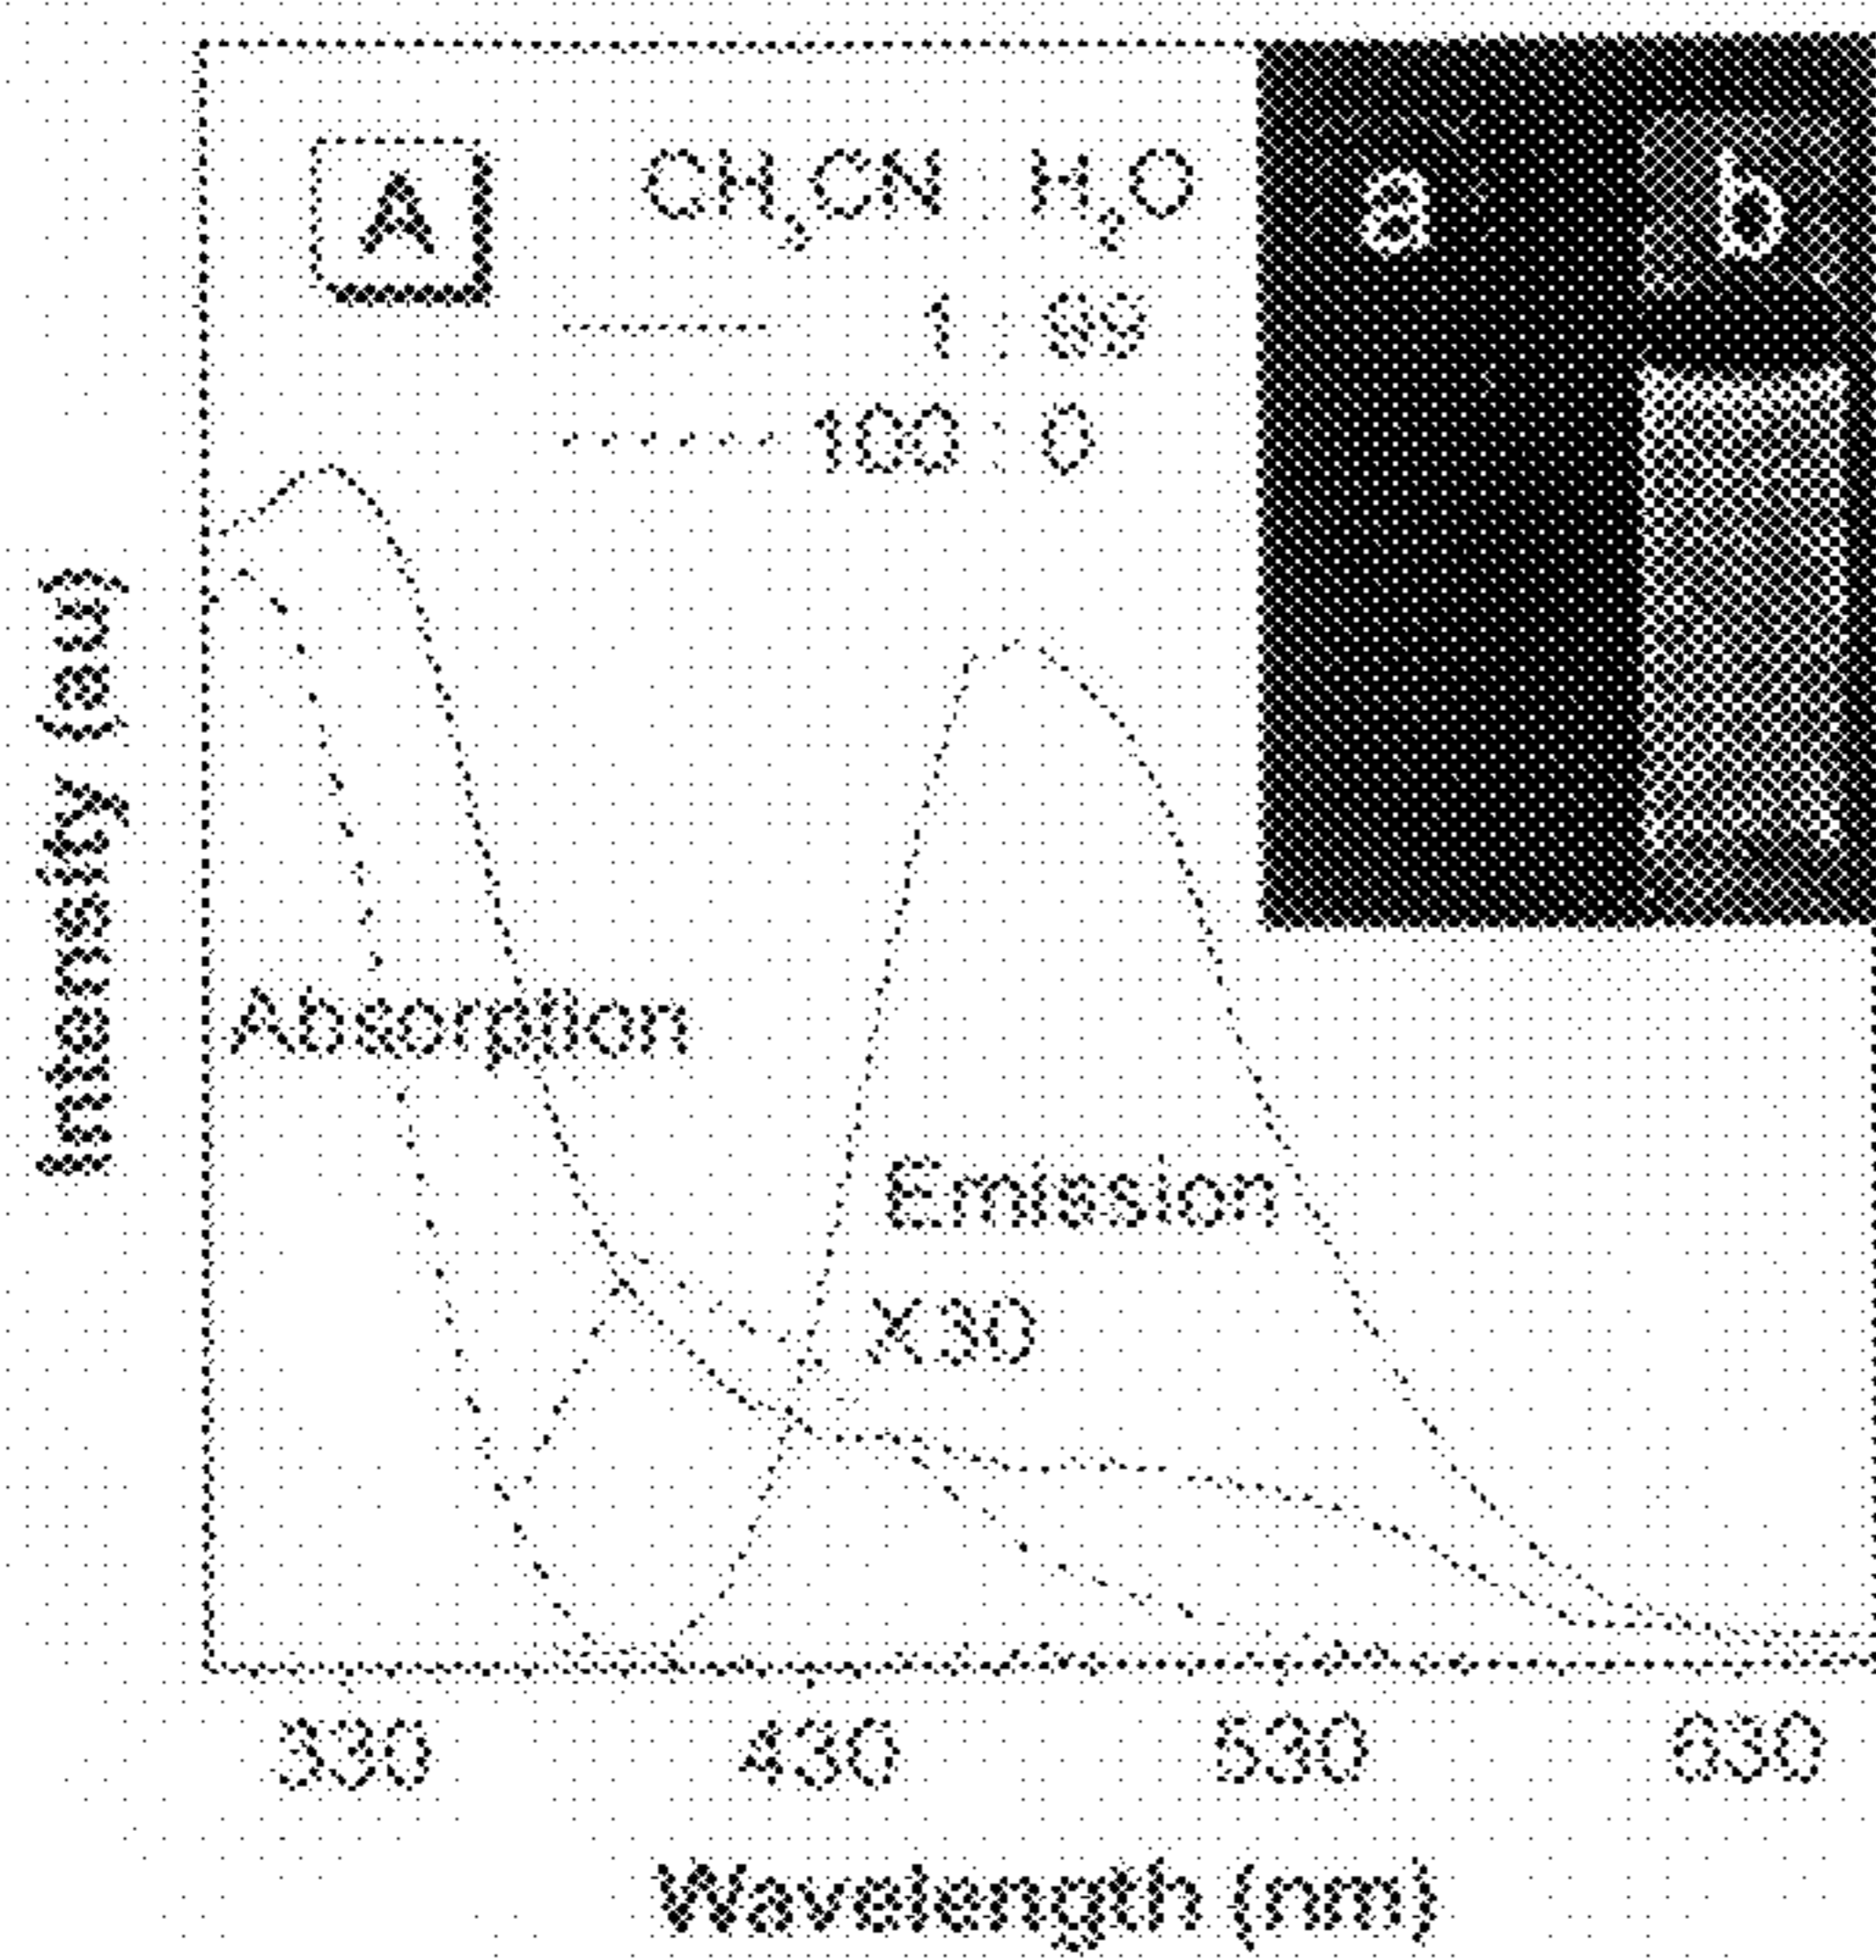 A
CH3CN : H2O
a
b
1 : 99
100 : 0
Intensity (au)
Absorption
Emission
X30
330 430 530 630
Wavelength (nm)